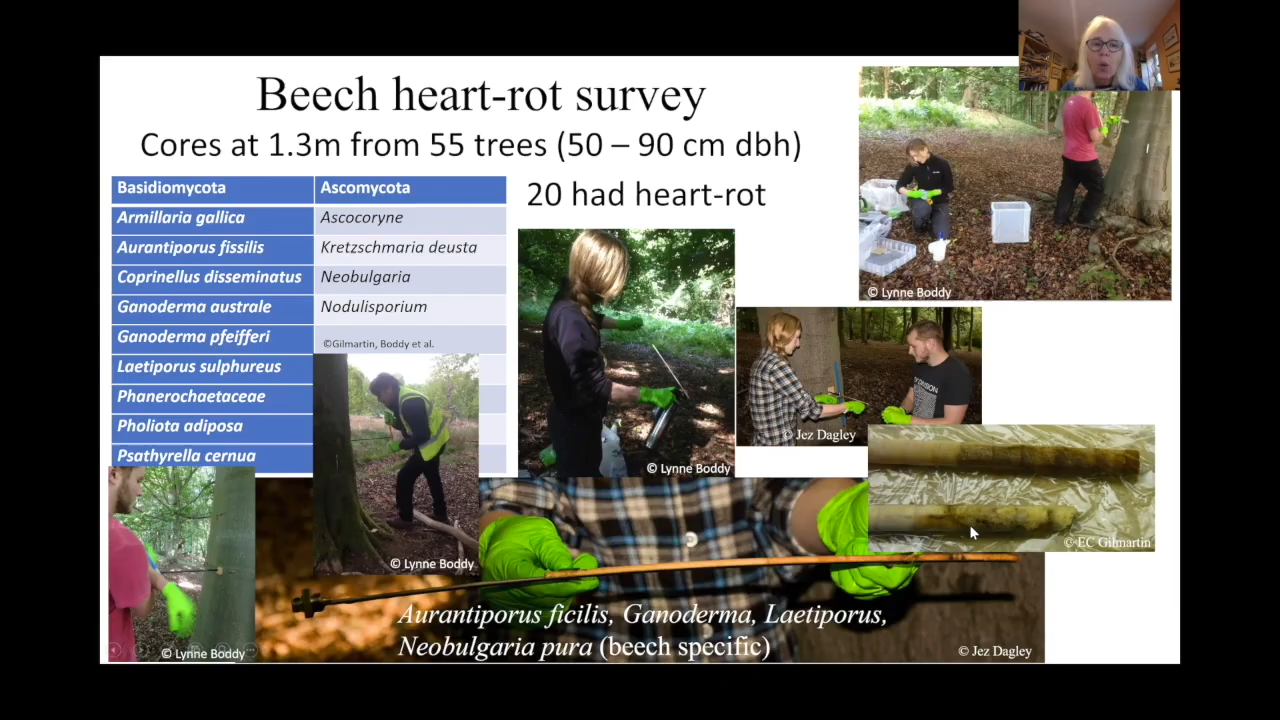 Beech heart-rot survey
Cores at 1.3m from 55 trees (50 – 90 cm dbh)
20 had heart-rot
Basidiomycota Ascomycota
Armillaria gallica Ascocoryne
Aurantiporus fissilis Kretzschmaria deusta
Coprinellus disseminatus Neobulgaria
Ganoderma australe Nodulisporium
Ganoderma pfeifferi ©Gilmartin, Boddy et al.
Laetiporus sulphureus
Phanerochaetaceae
Pholiota adiposa
Psathyrella cernua
© Lynne Boddy
DIVISION
© Jez Dagley
© Lynne Boddy
© EC Gilmartin
© Lynne Boddy
Aurantiporus ficilis, Ganoderma, Laetiporus,
Neobulgaria pura (beech specific)
© Lynne Boddy
© Jez Dagley